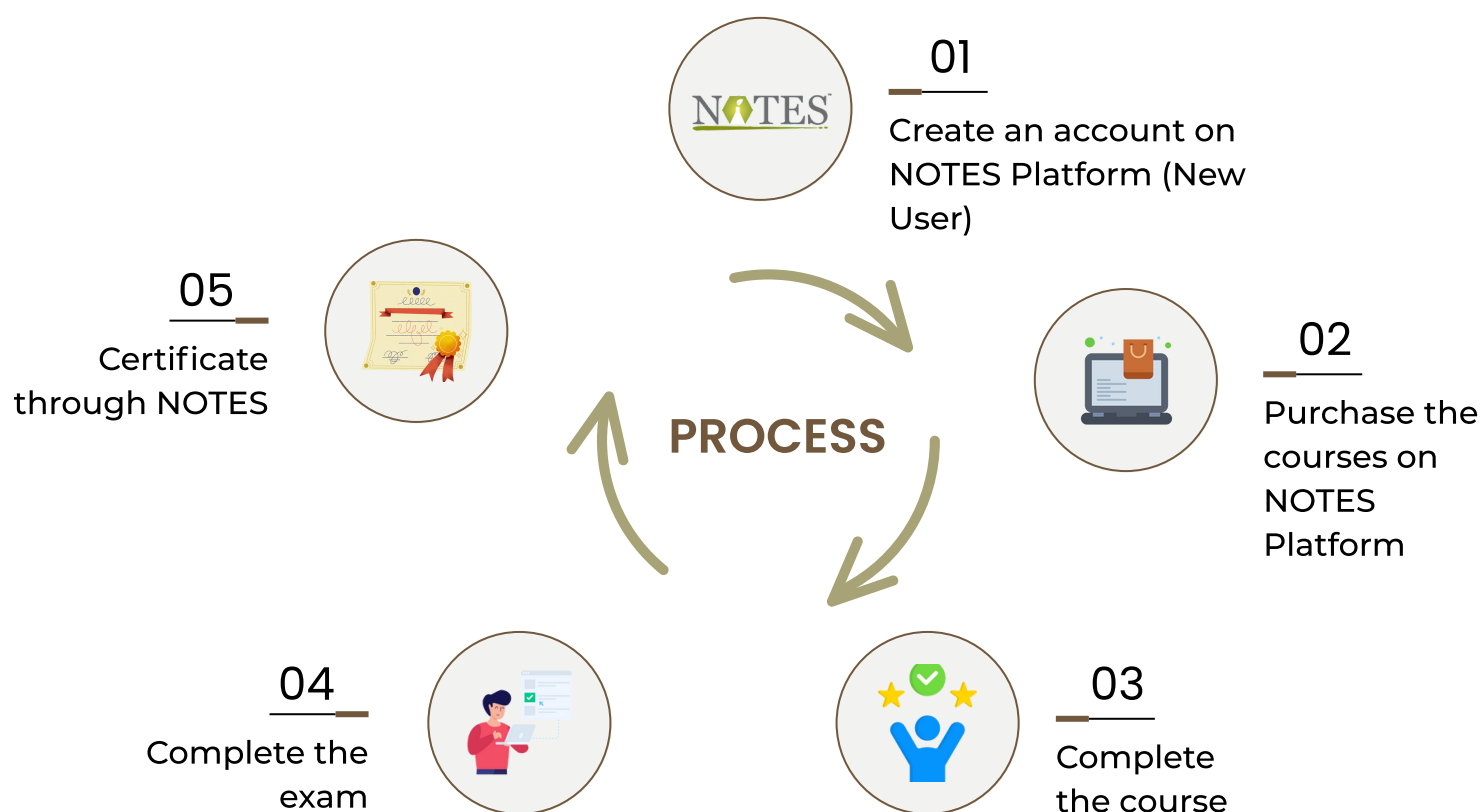 NOTES
01
Create an account on
NOTES Platform (New
User)
02
Purchase the
courses on
NOTES
Platform
03
Complete
the course
04
Complete the
exam
05
Certificate
through NOTES
PROCESS